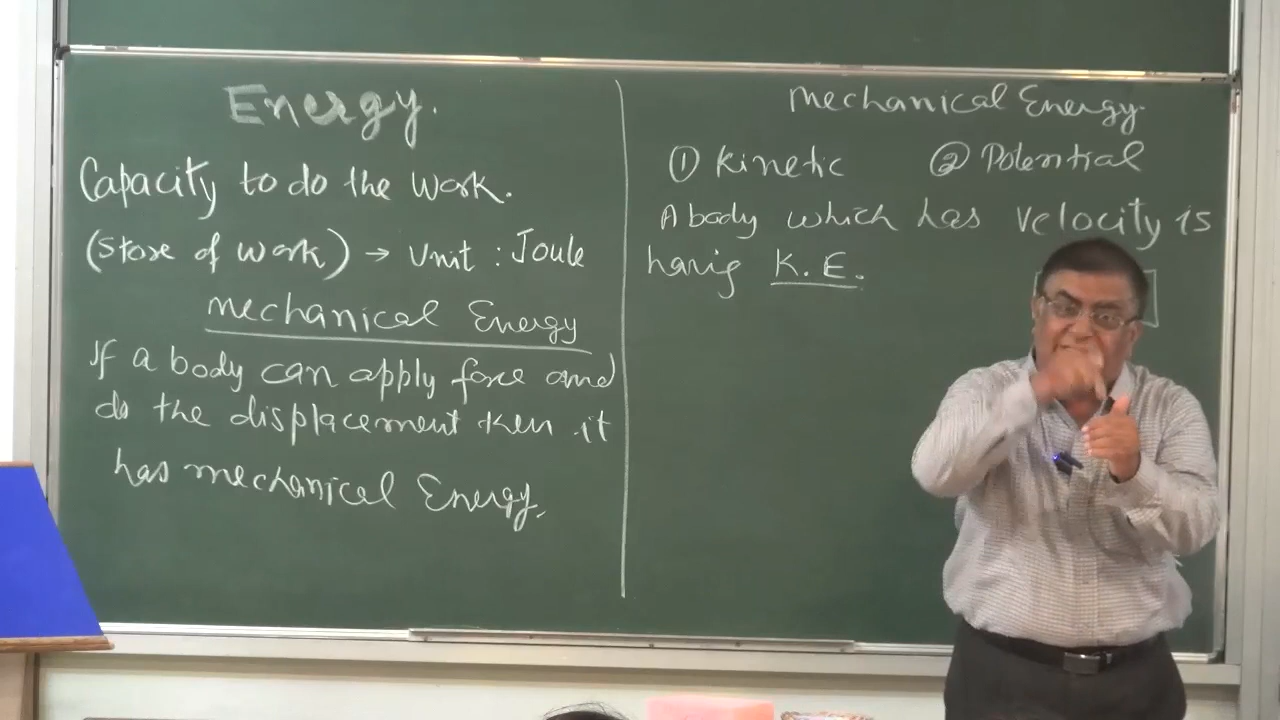 Energy.
Capacity to do the work.
(store of work) → Unit : Joule
mechanical Energy
If a body can apply force and
do the displacement then it
has mechanical Energy.
Mechanical Energy.
① Kinetic ② Potential
A body which has velocity is
havig K.E.